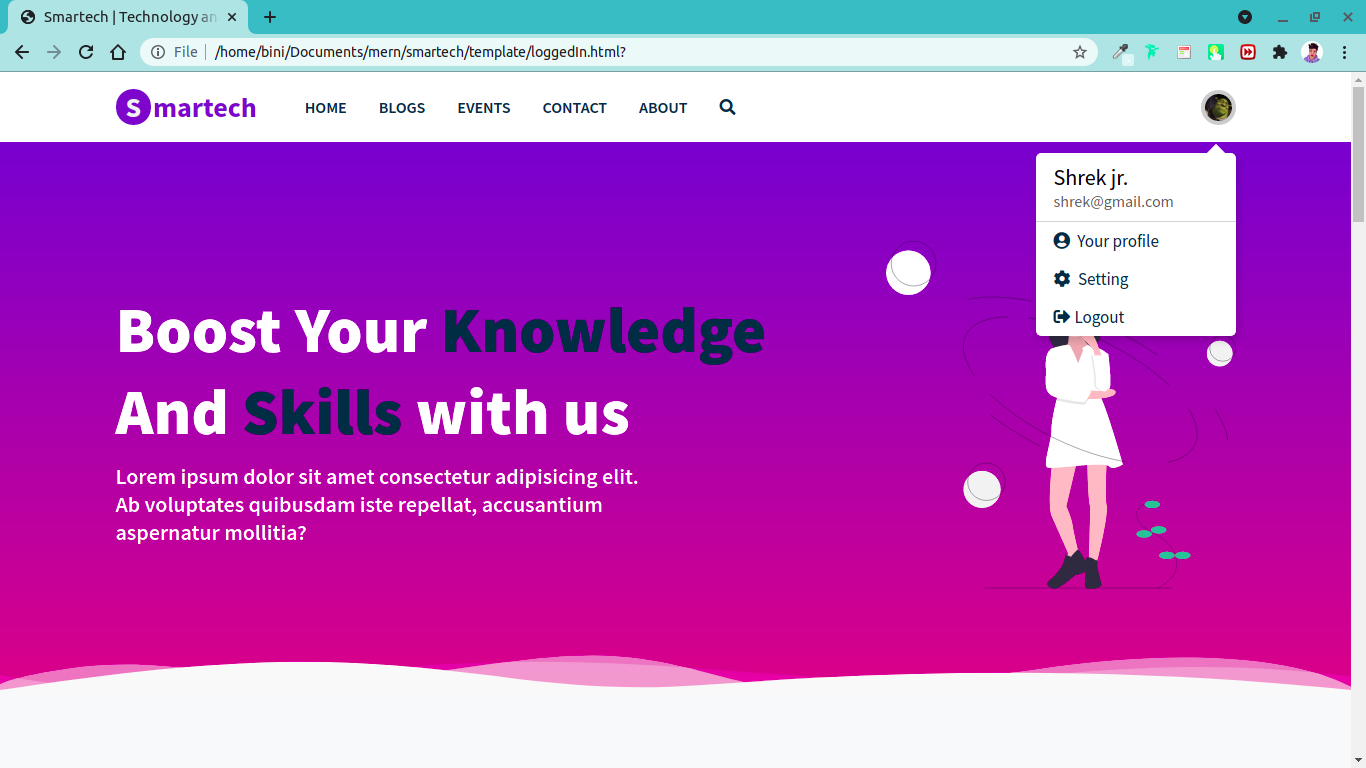 Smartech | Technology an
File
/home/bini/Documents/mern/smartech/template/loggedIn.html?
Smartech HOME BLOGS EVENTS CONTACT ABOUT
Shrek jr.
shrek@gmail.com
Your profile
Setting
Logout
Boost Your Knowledge
And Skills with us
Lorem ipsum dolor sit amet consectetur adipisicing elit.
Ab voluptates quibusdam iste repellat, accusantium
aspernatur mollitia?